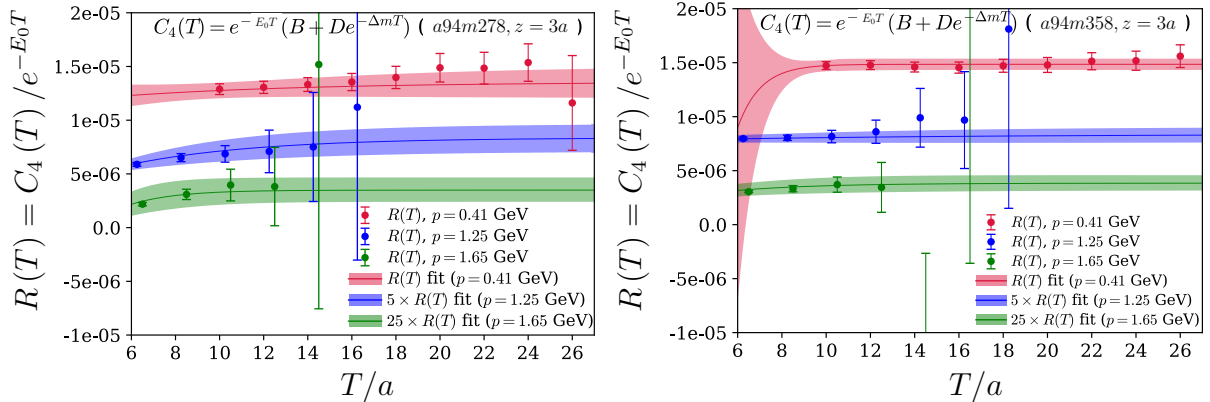 C₄(T) = e^{-E₀T}(B + De^{-ΔmT}) ( a94m278, z = 3a )
R(T) = C₄(T)/e^{-E₀T}
1.5e-05
1e-05
5e-06
0.0
-5e-06
-1e-05
R(T), p = 0.41 GeV
R(T), p = 1.25 GeV
R(T), p = 1.65 GeV
R(T) fit (p = 0.41 GeV)
5 × R(T) fit (p = 1.25 GeV)
25 × R(T) fit (p = 1.65 GeV)
6 8 10 12 14 16 18 20 22 24 26
T/a
C₄(T) = e^{-E₀T}(B + De^{-ΔmT}) ( a94m358, z = 3a )
R(T) = C₄(T)/e^{-E₀T}
1.5e-05
1e-05
5e-06
0.0
-5e-06
-1e-05
R(T), p = 0.41 GeV
R(T), p = 1.25 GeV
R(T), p = 1.65 GeV
R(T) fit (p = 0.41 GeV)
5 × R(T) fit (p = 1.25 GeV)
25 × R(T) fit (p = 1.65 GeV)
6 8 10 12 14 16 18 20 22 24 26
T/a